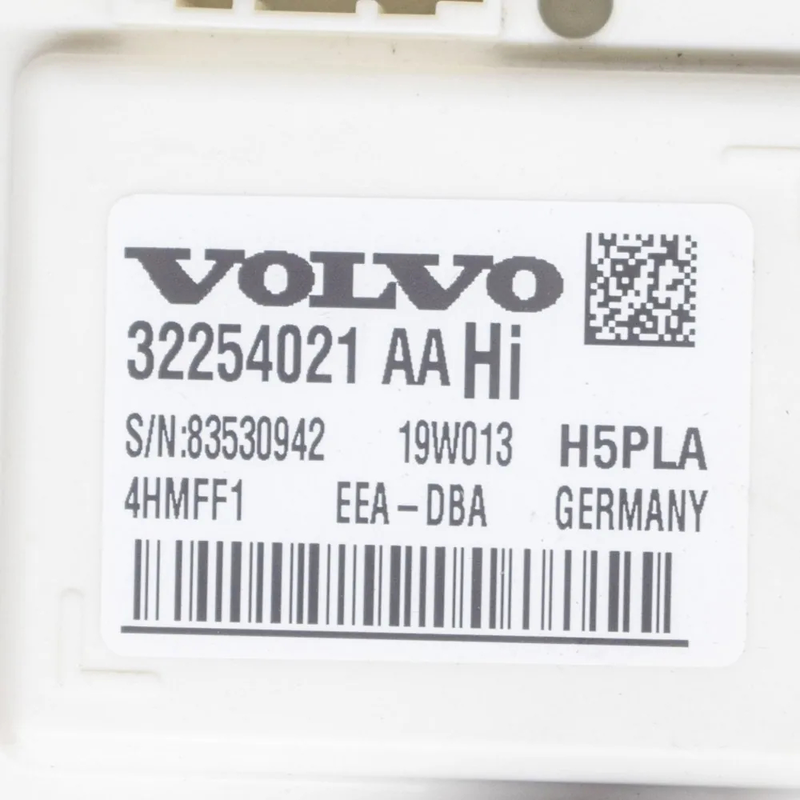 VOLVO
32254021 AA Hi
S/N:83530942 19W013 H5PLA
4HMFF1 EEA-DBA GERMANY